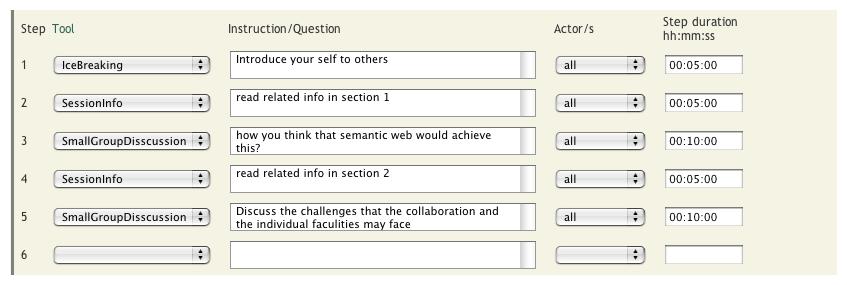 Step Tool Instruction/Question Actor/s Step duration
hh:mm:ss
1 IceBreaking Introduce your self to others all 00:05:00
2 SessionInfo read related info in section 1 all 00:05:00
3 SmallGroupDisscussion how you think that semantic web would achieve
this? all 00:10:00
4 SessionInfo read related info in section 2 all 00:05:00
5 SmallGroupDisscussion Discuss the challenges that the collaboration and
the individual faculities may face all 00:10:00
6